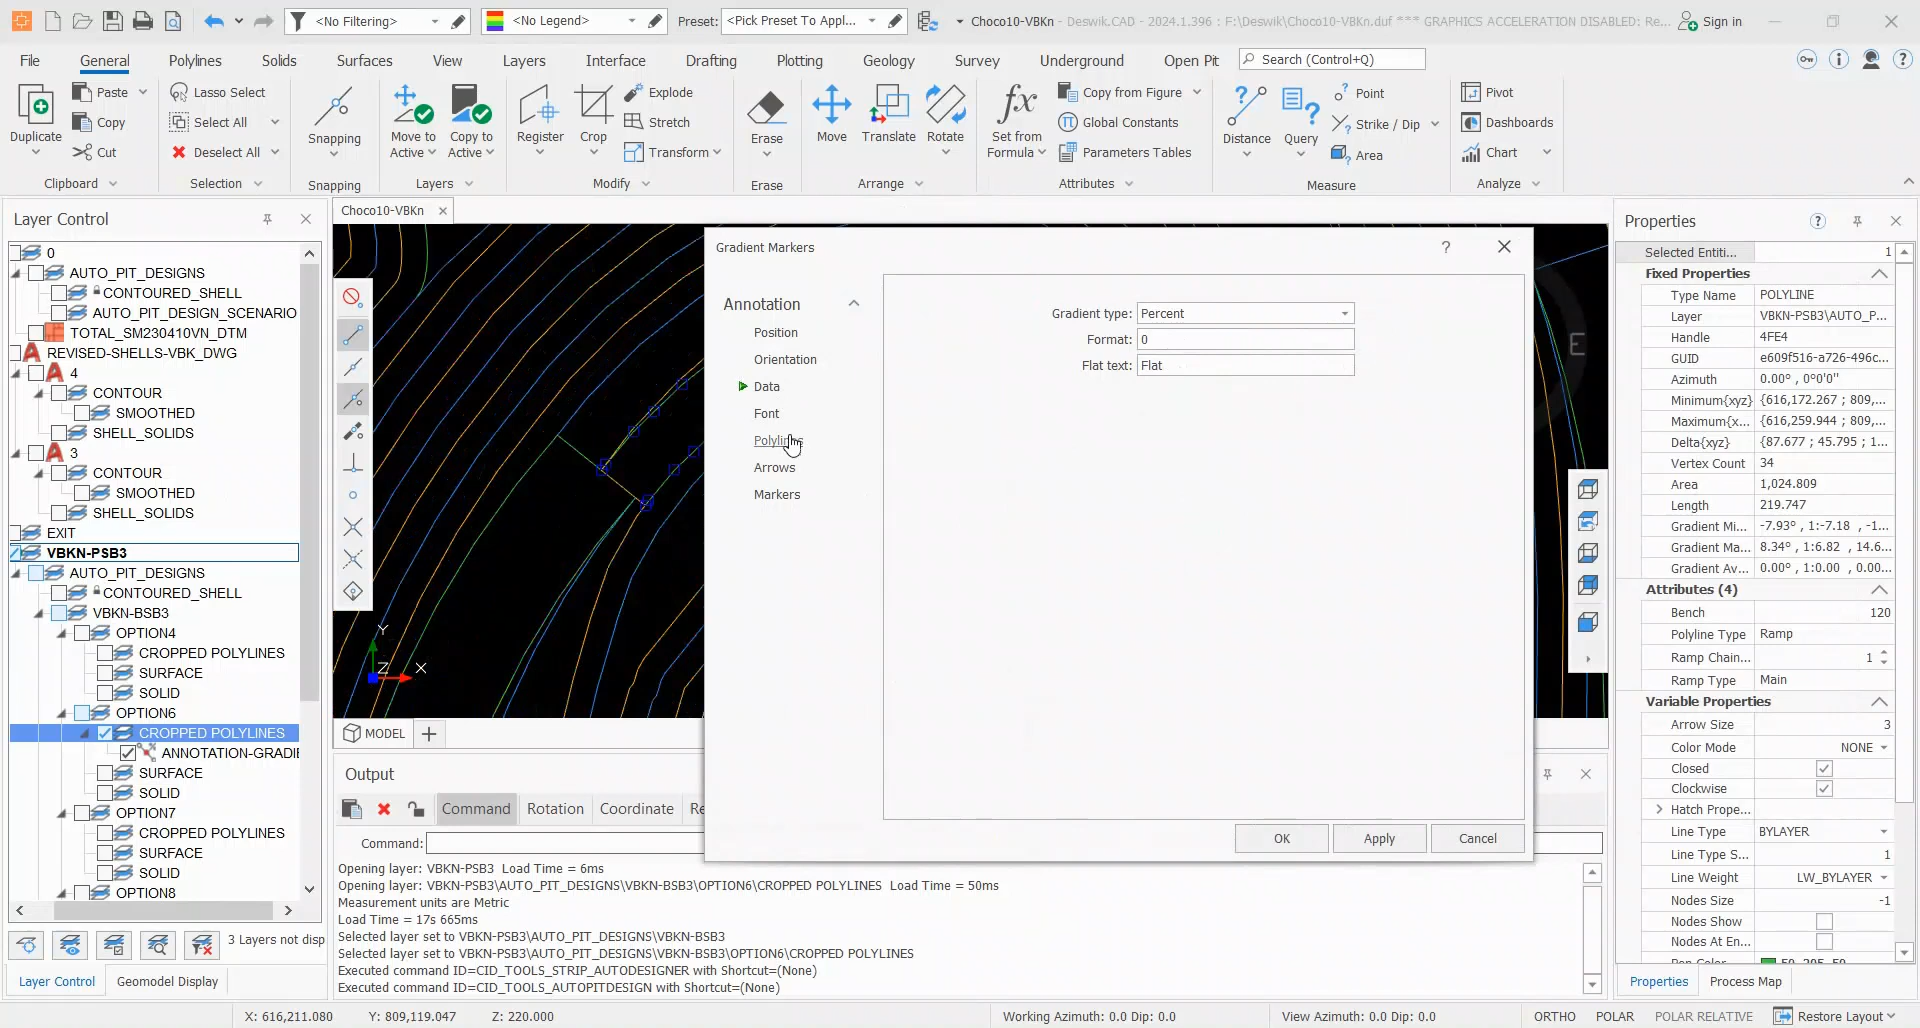 <No Filtering>
<No Legend>
Preset: <Pick Preset To Appl...
Choco10-VBKn - Deswik.CAD - 2024.1.396 : F:\Deswik\Choco10-VBKn.duf *** GRAPHICS ACCELERATION DISABLED: Re...
Sign in
File General Polylines Solids Surfaces View Layers Interface Drafting Plotting Geology Survey Underground Open Pit Search (Control+Q)
Duplicate
Paste
Copy
Cut
Clipboard
Lasso Select
Select All
Deselect All
Selection
Snapping
Snapping
Move to Active
Copy to Active
Layers
Register
Crop
Explode
Stretch
Transform
Modify
Erase
Erase
Move
Translate
Rotate
Arrange
Set from Formula
Copy from Figure
Global Constants
Parameters Tables
Attributes
Distance
Query
Point
Strike / Dip
Area
Measure
Pivot
Dashboards
Chart
Analyze
Layer Control
0
AUTO_PIT_DESIGNS
CONTOURED_SHELL
AUTO_PIT_DESIGN_SCENARIO
TOTAL_SM230410VN_DTM
REVISED-SHELLS-VBK_DWG
4
CONTOUR
SMOOTHED
SHELL_SOLIDS
3
CONTOUR
SMOOTHED
SHELL_SOLIDS
EXIT
VBKN-PSB3
AUTO_PIT_DESIGNS
CONTOURED_SHELL
VBKN-BSB3
OPTION4
CROPPED POLYLINES
SURFACE
SOLID
OPTION6
CROPPED POLYLINES
ANNOTATION-GRADIE
SURFACE
SOLID
OPTION7
CROPPED POLYLINES
SURFACE
SOLID
OPTION8
3 Layers not disp
Layer Control Geomodel Display
Choco10-VBKn
E
Y
Z
X
MODEL
Gradient Markers
Annotation
Position
Orientation
Data
Font
Polylines
Arrows
Markers
Gradient type: Percent
Format: 0
Flat text: Flat
OK Apply Cancel
Output
Command Rotation Coordinate Re
Command:
Opening layer: VBKN-PSB3 Load Time = 6ms
Opening layer: VBKN-PSB3\AUTO_PIT_DESIGNS\VBKN-BSB3\OPTION6\CROPPED POLYLINES Load Time = 50ms
Measurement units are Metric
Load Time = 17s 665ms
Selected layer set to VBKN-PSB3\AUTO_PIT_DESIGNS\VBKN-BSB3
Selected layer set to VBKN-PSB3\AUTO_PIT_DESIGNS\VBKN-BSB3\OPTION6\CROPPED POLYLINES
Executed command ID=CID_TOOLS_STRIP_AUTODESIGNER with Shortcut=(None)
Executed command ID=CID_TOOLS_AUTOPITDESIGN with Shortcut=(None)
Properties
Selected Entiti... 1
Fixed Properties
Type Name POLYLINE
Layer VBKN-PSB3\AUTO_P...
Handle 4FE4
GUID e609f516-a726-496c...
Azimuth 0.00° , 0°0'0"
Minimum{xyz} {616,172.267 ; 809,...
Maximum{x... {616,259.944 ; 809,...
Delta{xyz} {87.677 ; 45.795 ; 1...
Vertex Count 34
Area 1,024.809
Length 219.747
Gradient Mi... -7.93° , 1:-7.18 , -1...
Gradient Ma... 8.34° , 1:6.82 , 14.6...
Gradient Av... 0.00° , 1:0.00 , 0.00...
Attributes (4)
Bench 120
Polyline Type Ramp
Ramp Chain... 1
Ramp Type Main
Variable Properties
Arrow Size 3
Color Mode NONE
Closed
Clockwise
Hatch Prope...
Line Type BYLAYER
Line Type S... 1
Line Weight LW_BYLAYER
Nodes Size -1
Nodes Show
Nodes At En...
Properties Process Map
X: 616,211.080 Y: 809,119.047 Z: 220.000 Working Azimuth: 0.0 Dip: 0.0 View Azimuth: 0.0 Dip: 0.0 ORTHO POLAR POLAR RELATIVE Restore Layout